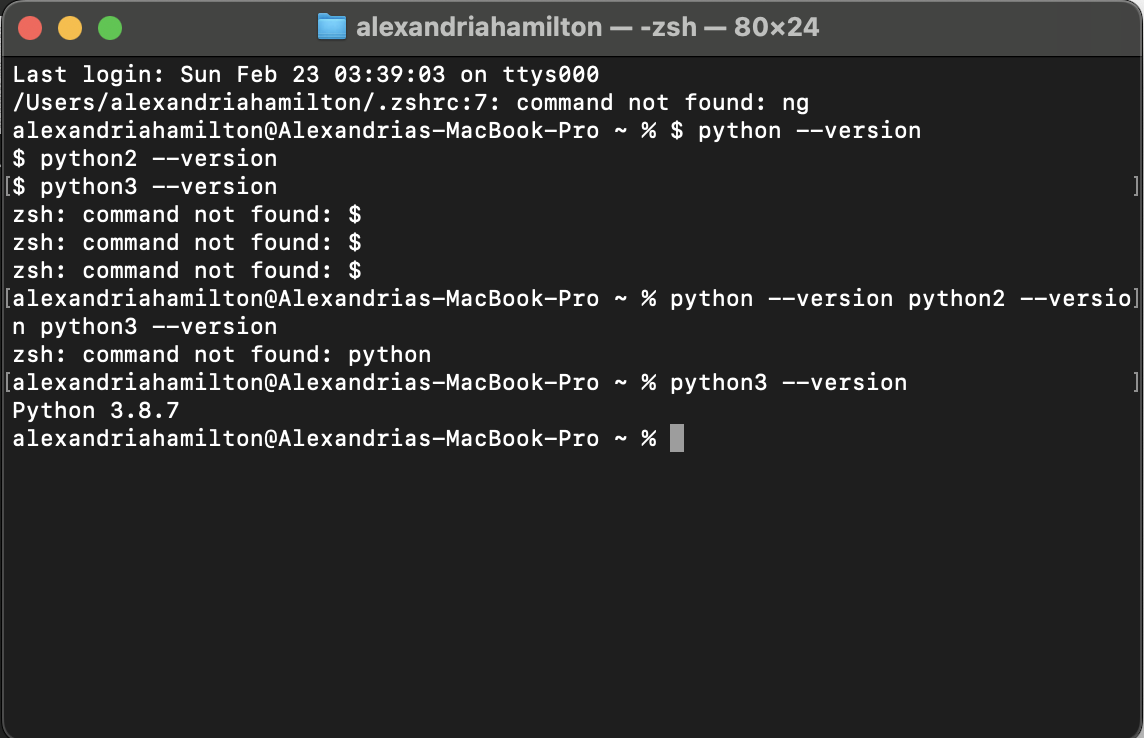 alexandriahamilton — -zsh — 80×24
Last login: Sun Feb 23 03:39:03 on ttys000
/Users/alexandriahamilton/.zshrc:7: command not found: ng
alexandriahamilton@Alexandrias-MacBook-Pro ~ % $ python --version
$ python2 --version
[$ python3 --version ]
zsh: command not found: $
zsh: command not found: $
zsh: command not found: $
[alexandriahamilton@Alexandrias-MacBook-Pro ~ % python --version python2 --versio]
n python3 --version
zsh: command not found: python
[alexandriahamilton@Alexandrias-MacBook-Pro ~ % python3 --version ]
Python 3.8.7
alexandriahamilton@Alexandrias-MacBook-Pro ~ %